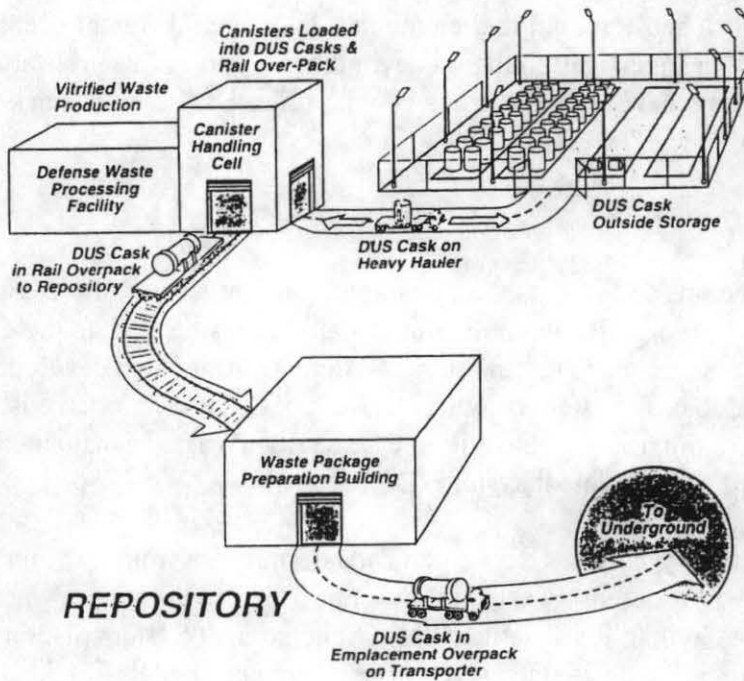 Canisters Loaded
into DUS Casks &
Rail Over-Pack
Vitrified Waste
Production
Canister
Handling
Cell
Defense Waste
Processing
Facility
DUS Cask
Outside Storage
DUS Cask on
Heavy Hauler
DUS Cask
in Rail Overpack
to Repository
Waste Package
Preparation Building
To
Underground
REPOSITORY
DUS Cask in
Emplacement Overpack
on Transporter